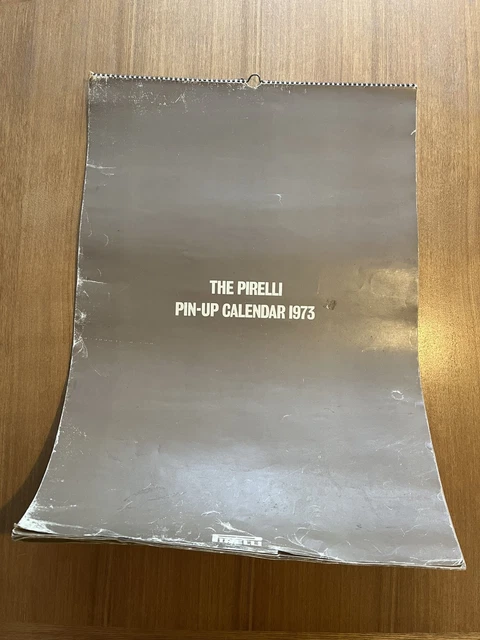 THE PIRELLI
PIN-UP CALENDAR 1973
PIRELLI